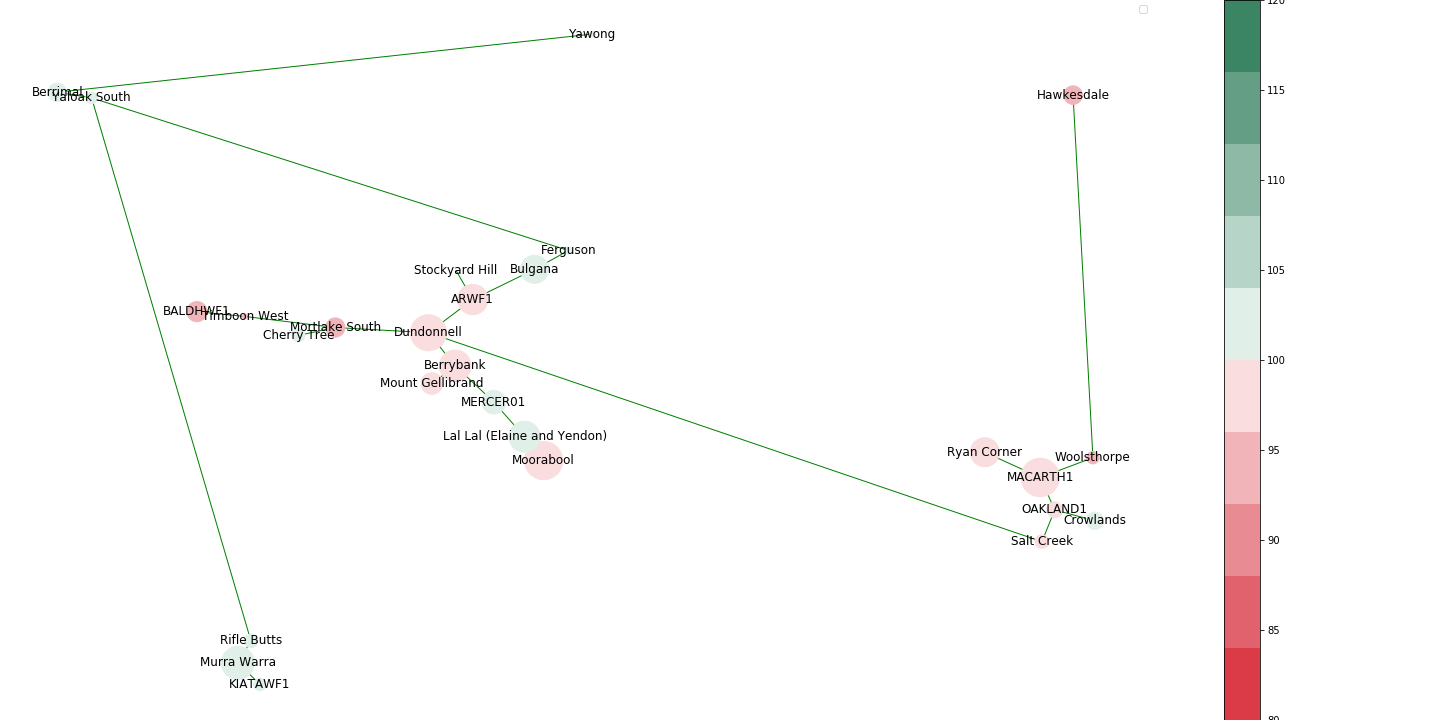 Yawong
Berrimal
Yaloak South
Hawkesdale
Ferguson
Stockyard Hill
Bulgana
ARWF1
BALDHWF1
Timboon West
Mortlake South
Cherry Tree
Dundonnell
Berrybank
Mount Gellibrand
MERCER01
Lal Lal (Elaine and Yendon)
Moorabool
Ryan Corner
Woolsthorpe
MACARTH1
OAKLAND1
Crowlands
Salt Creek
Rifle Butts
Murra Warra
KIATAWF1
120
115
110
105
100
95
90
85
80